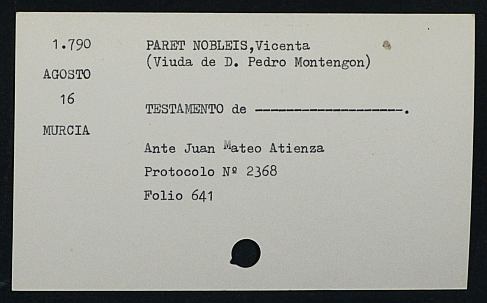 1.790
AGOSTO
16
MURCIA
PARET NOBLEIS,Vicenta
(Viuda de D. Pedro Montengon)
TESTAMENTO de -------------------.
Ante Juan Mateo Atienza
Protocolo Nº 2368
Folio 641